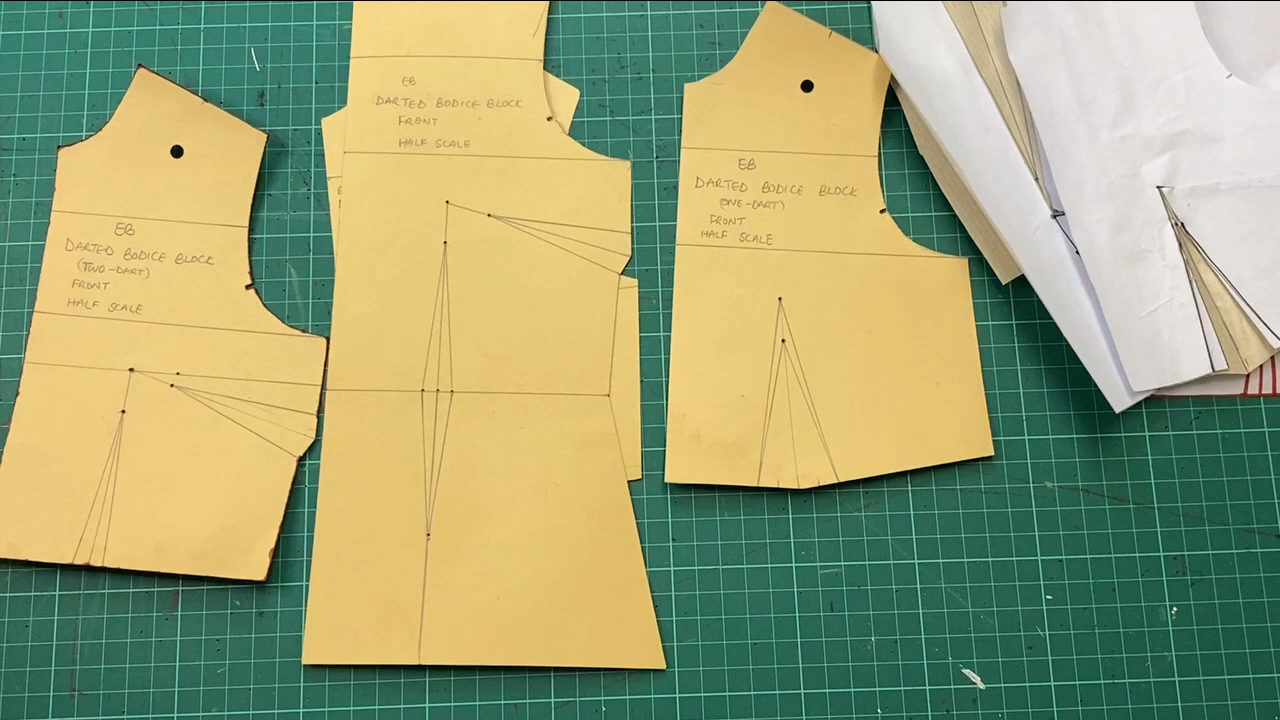 EB
DARTED BODICE BLOCK
(TWO-DART)
FRONT
HALF SCALE
EB
DARTED BODICE BLOCK
FRONT
HALF SCALE
EB
DARTED BODICE BLOCK
(ONE-DART)
FRONT
HALF SCALE